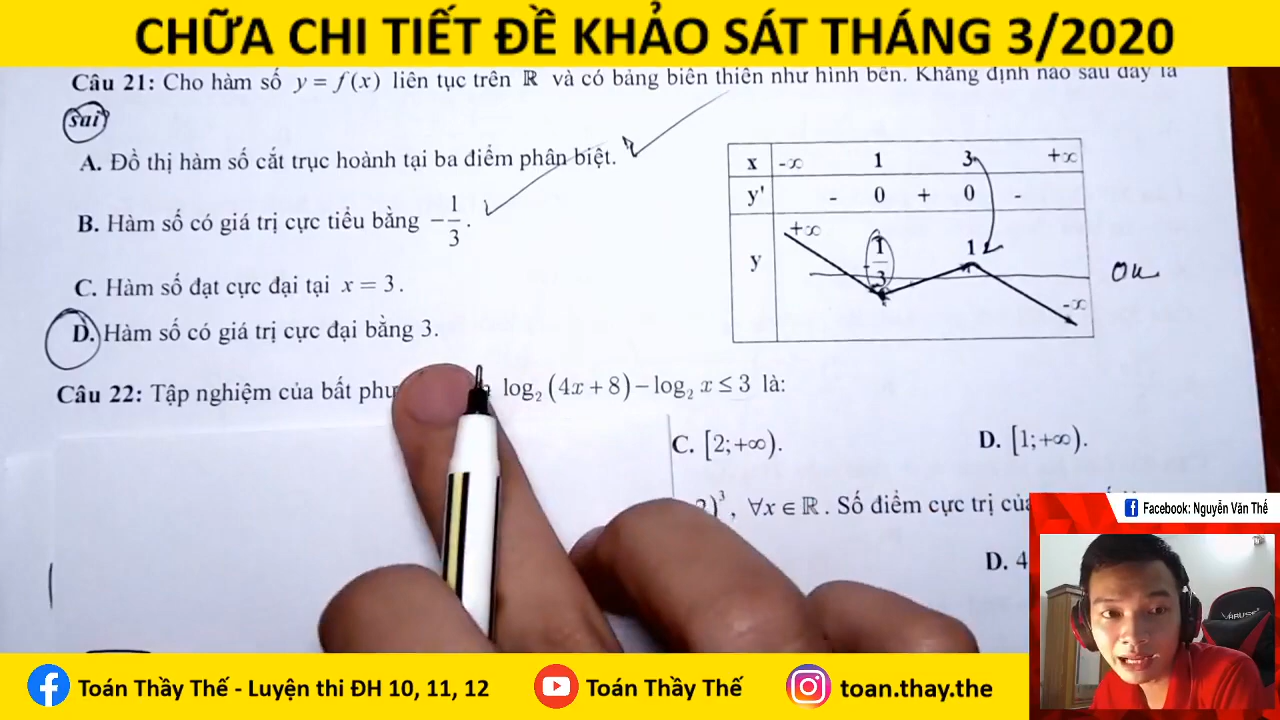 CHỮA CHI TIẾT ĐỀ KHẢO SÁT THÁNG 3/2020
Câu 21: Cho hàm số y = f(x) liên tục trên ℝ và có bảng biến thiên như hình bên. Khẳng định nào sau đây là
sai
A. Đồ thị hàm số cắt trục hoành tại ba điểm phân biệt.
B. Hàm số có giá trị cực tiểu bằng -1/3.
C. Hàm số đạt cực đại tại x = 3.
D. Hàm số có giá trị cực đại bằng 3.
x -∞ 1 3 +∞
y' - 0 + 0 -
y +∞ -1/3 1 -∞
Câu 22: Tập nghiệm của bất phư log₂(4x+8) - log₂ x ≤ 3 là:
C. [2;+∞). D. [1;+∞).
)³, ∀x ∈ ℝ. Số điểm cực trị của
D. 4
Facebook: Nguyễn Văn Thế
Toán Thầy Thế - Luyện thi ĐH 10, 11, 12
Toán Thầy Thế
toan.thay.the